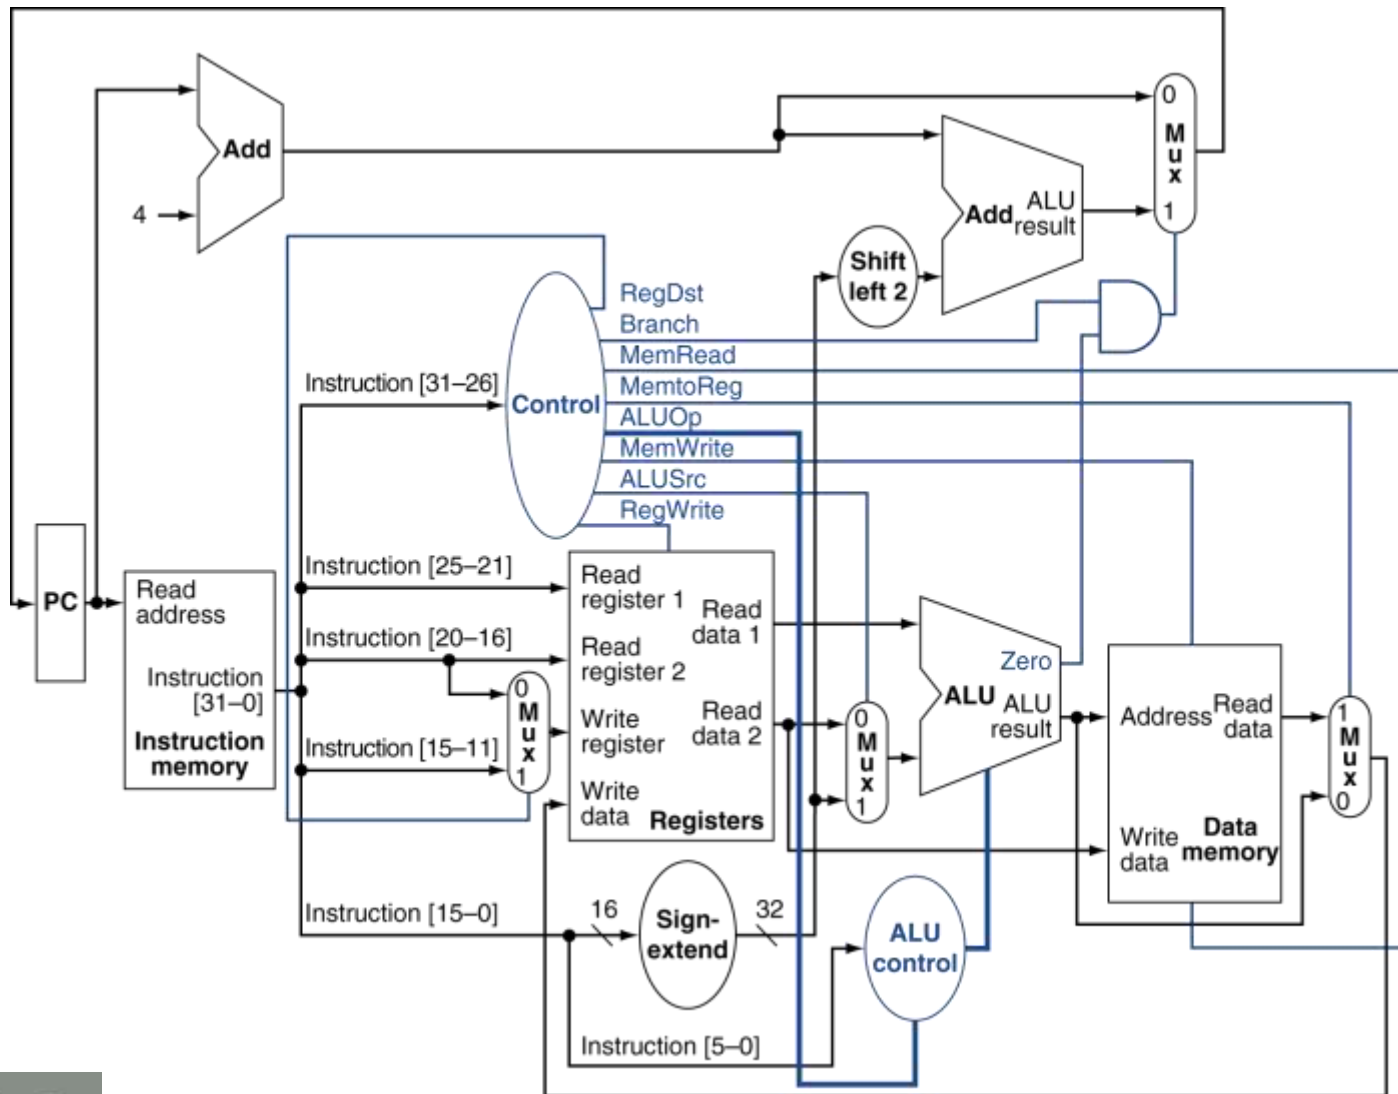 0
M
u
x
1
Add
4
Add
ALU
result
Shift
left 2
RegDst
Branch
MemRead
MemtoReg
ALUOp
MemWrite
ALUSrc
RegWrite
Control
Instruction [31–26]
Instruction [25–21]
Instruction [20–16]
Instruction [15–11]
Instruction [15–0]
Instruction [5–0]
PC
Read
address
Instruction
[31–0]
Instruction
memory
0
M
u
x
1
Read
register 1
Read
register 2
Write
register
Write
data
Read
data 1
Read
data 2
Registers
0
M
u
x
1
Zero
ALU
ALU
result
Address
Read
data
Write
data
Data
memory
1
M
u
x
0
16
Sign-
extend
32
ALU
control